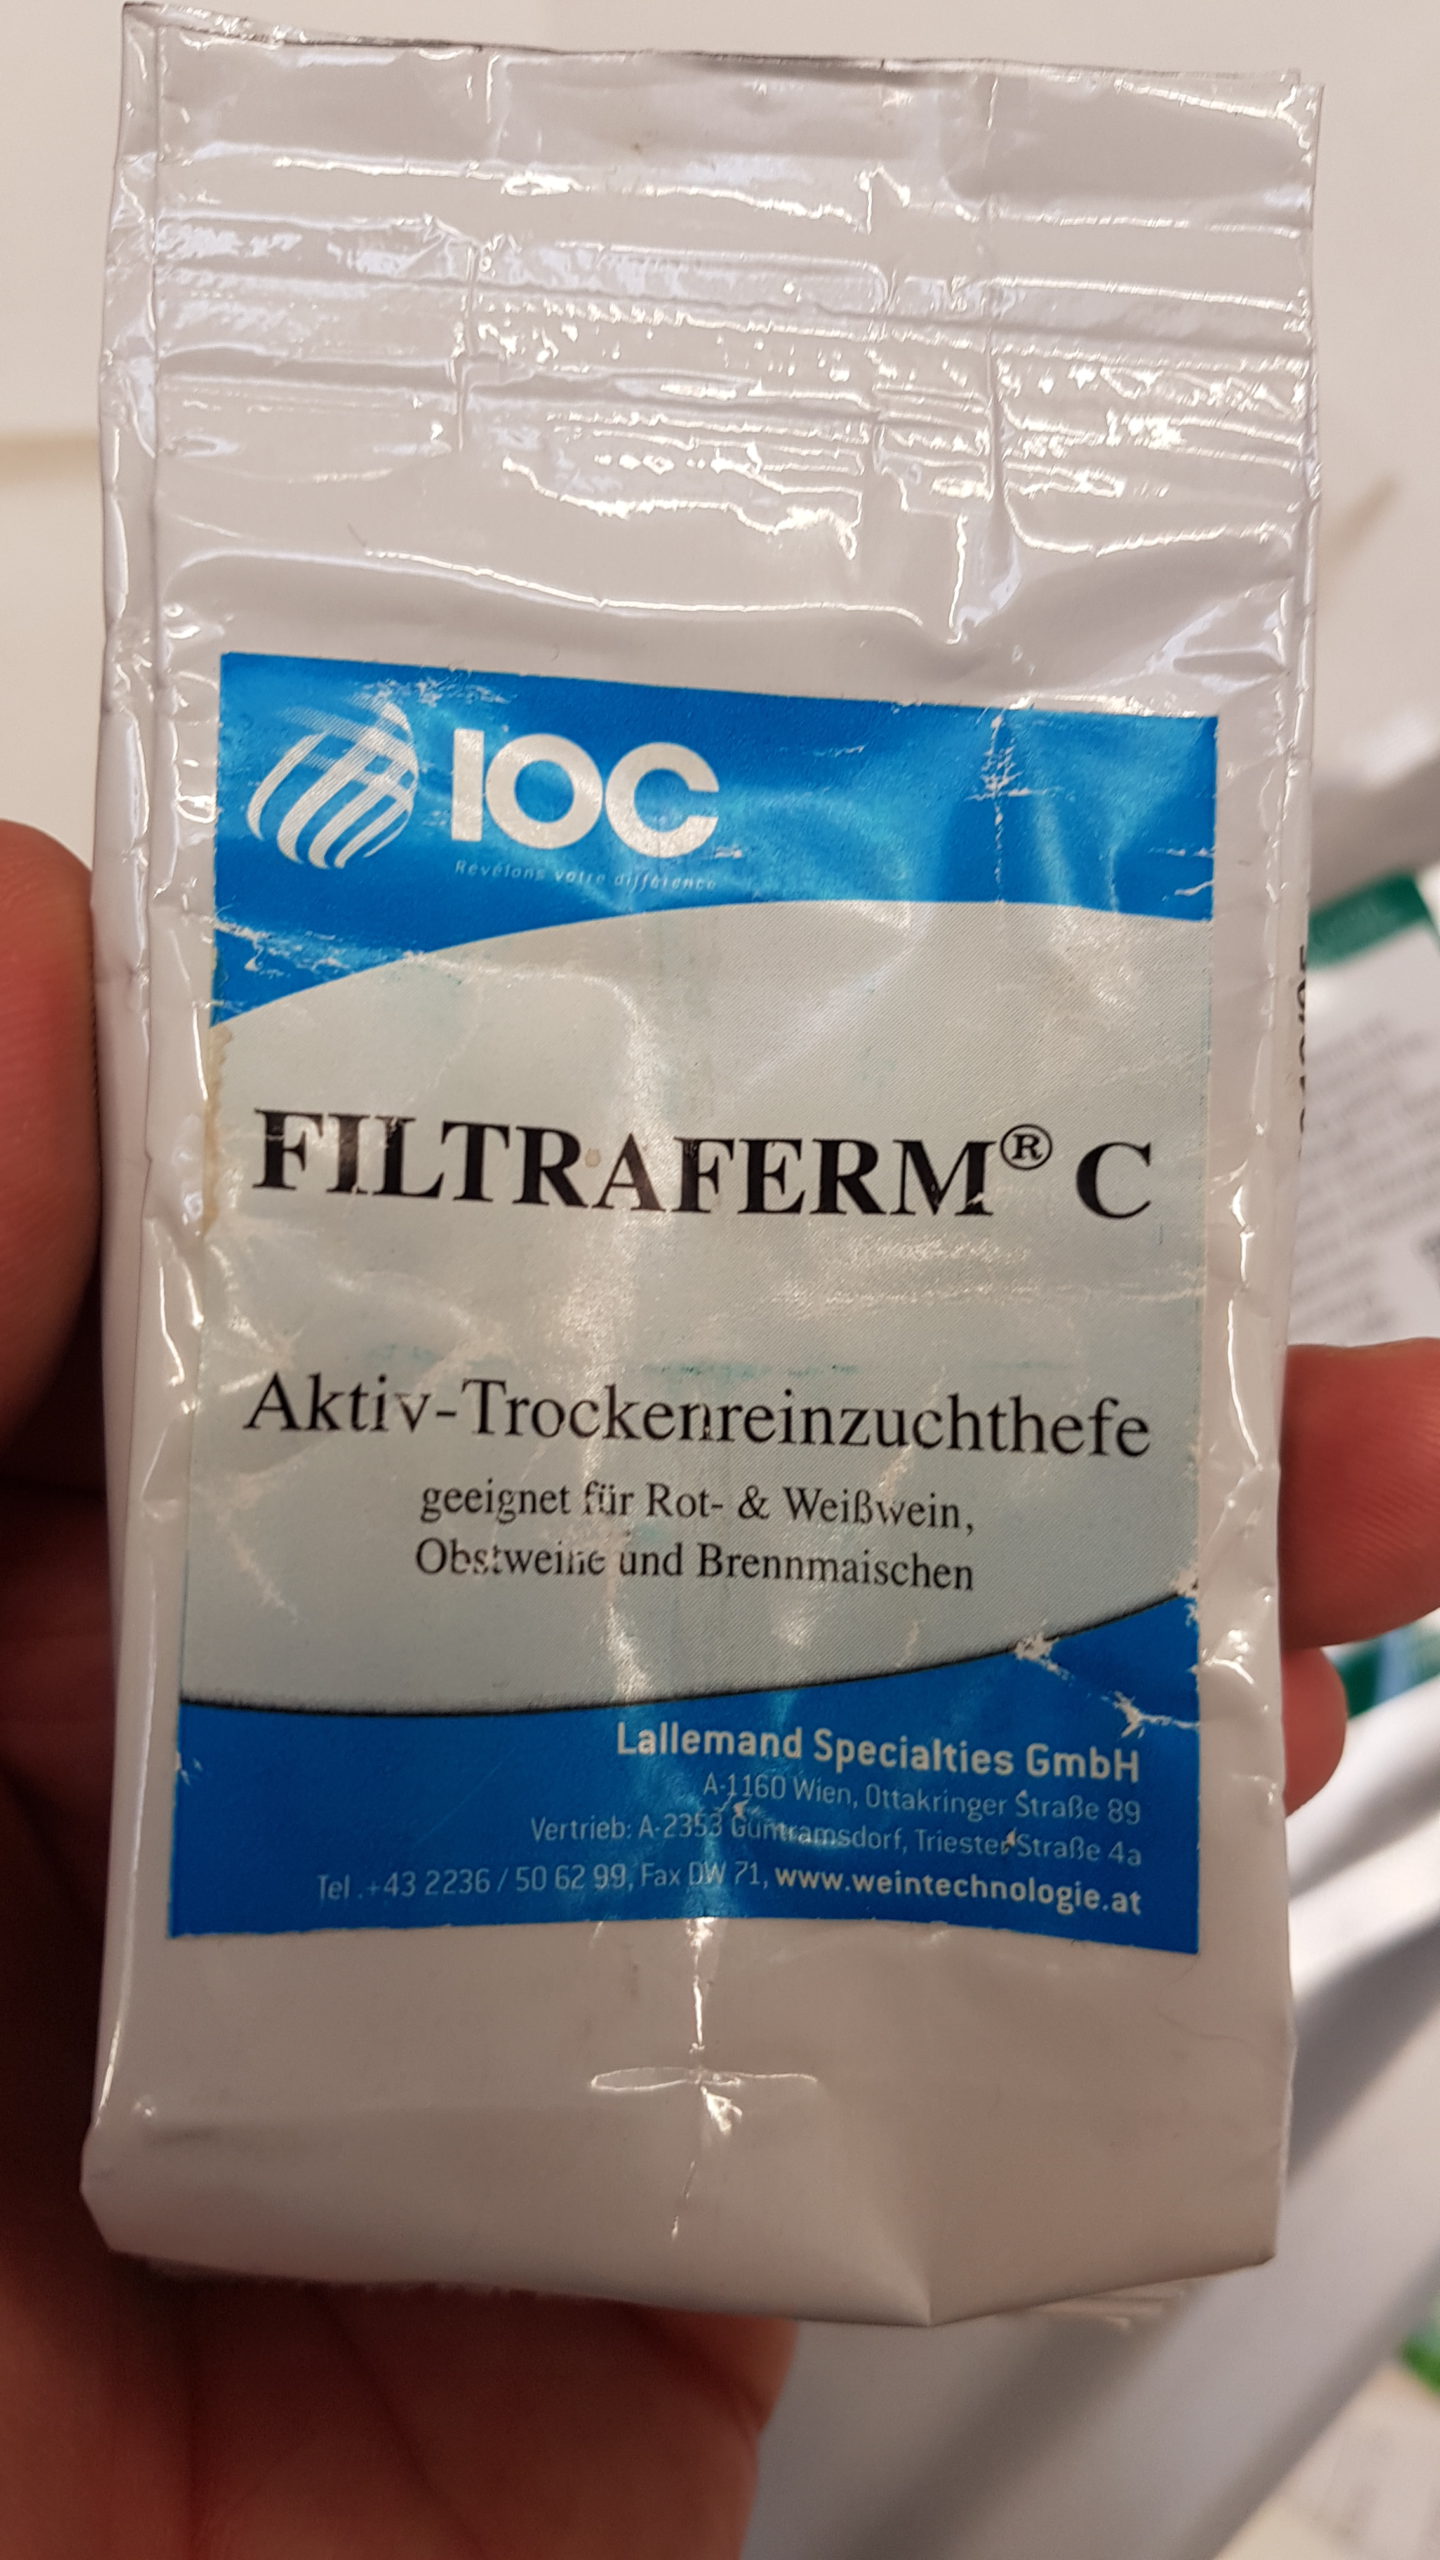 IOC
Révélons votre différence
FILTRAFERM® C
Aktiv-Trockenreinzuchthefe
geeignet für Rot- & Weißwein,
Obstweine und Brennmaischen
Lallemand Specialties GmbH
A-1160 Wien, Ottakringer Straße 89
Vertrieb: A-2353 Guntramsdorf, Triester Straße 4a
Tel .+43 2236 / 50 62 99, Fax DW 71, www.weintechnologie.at